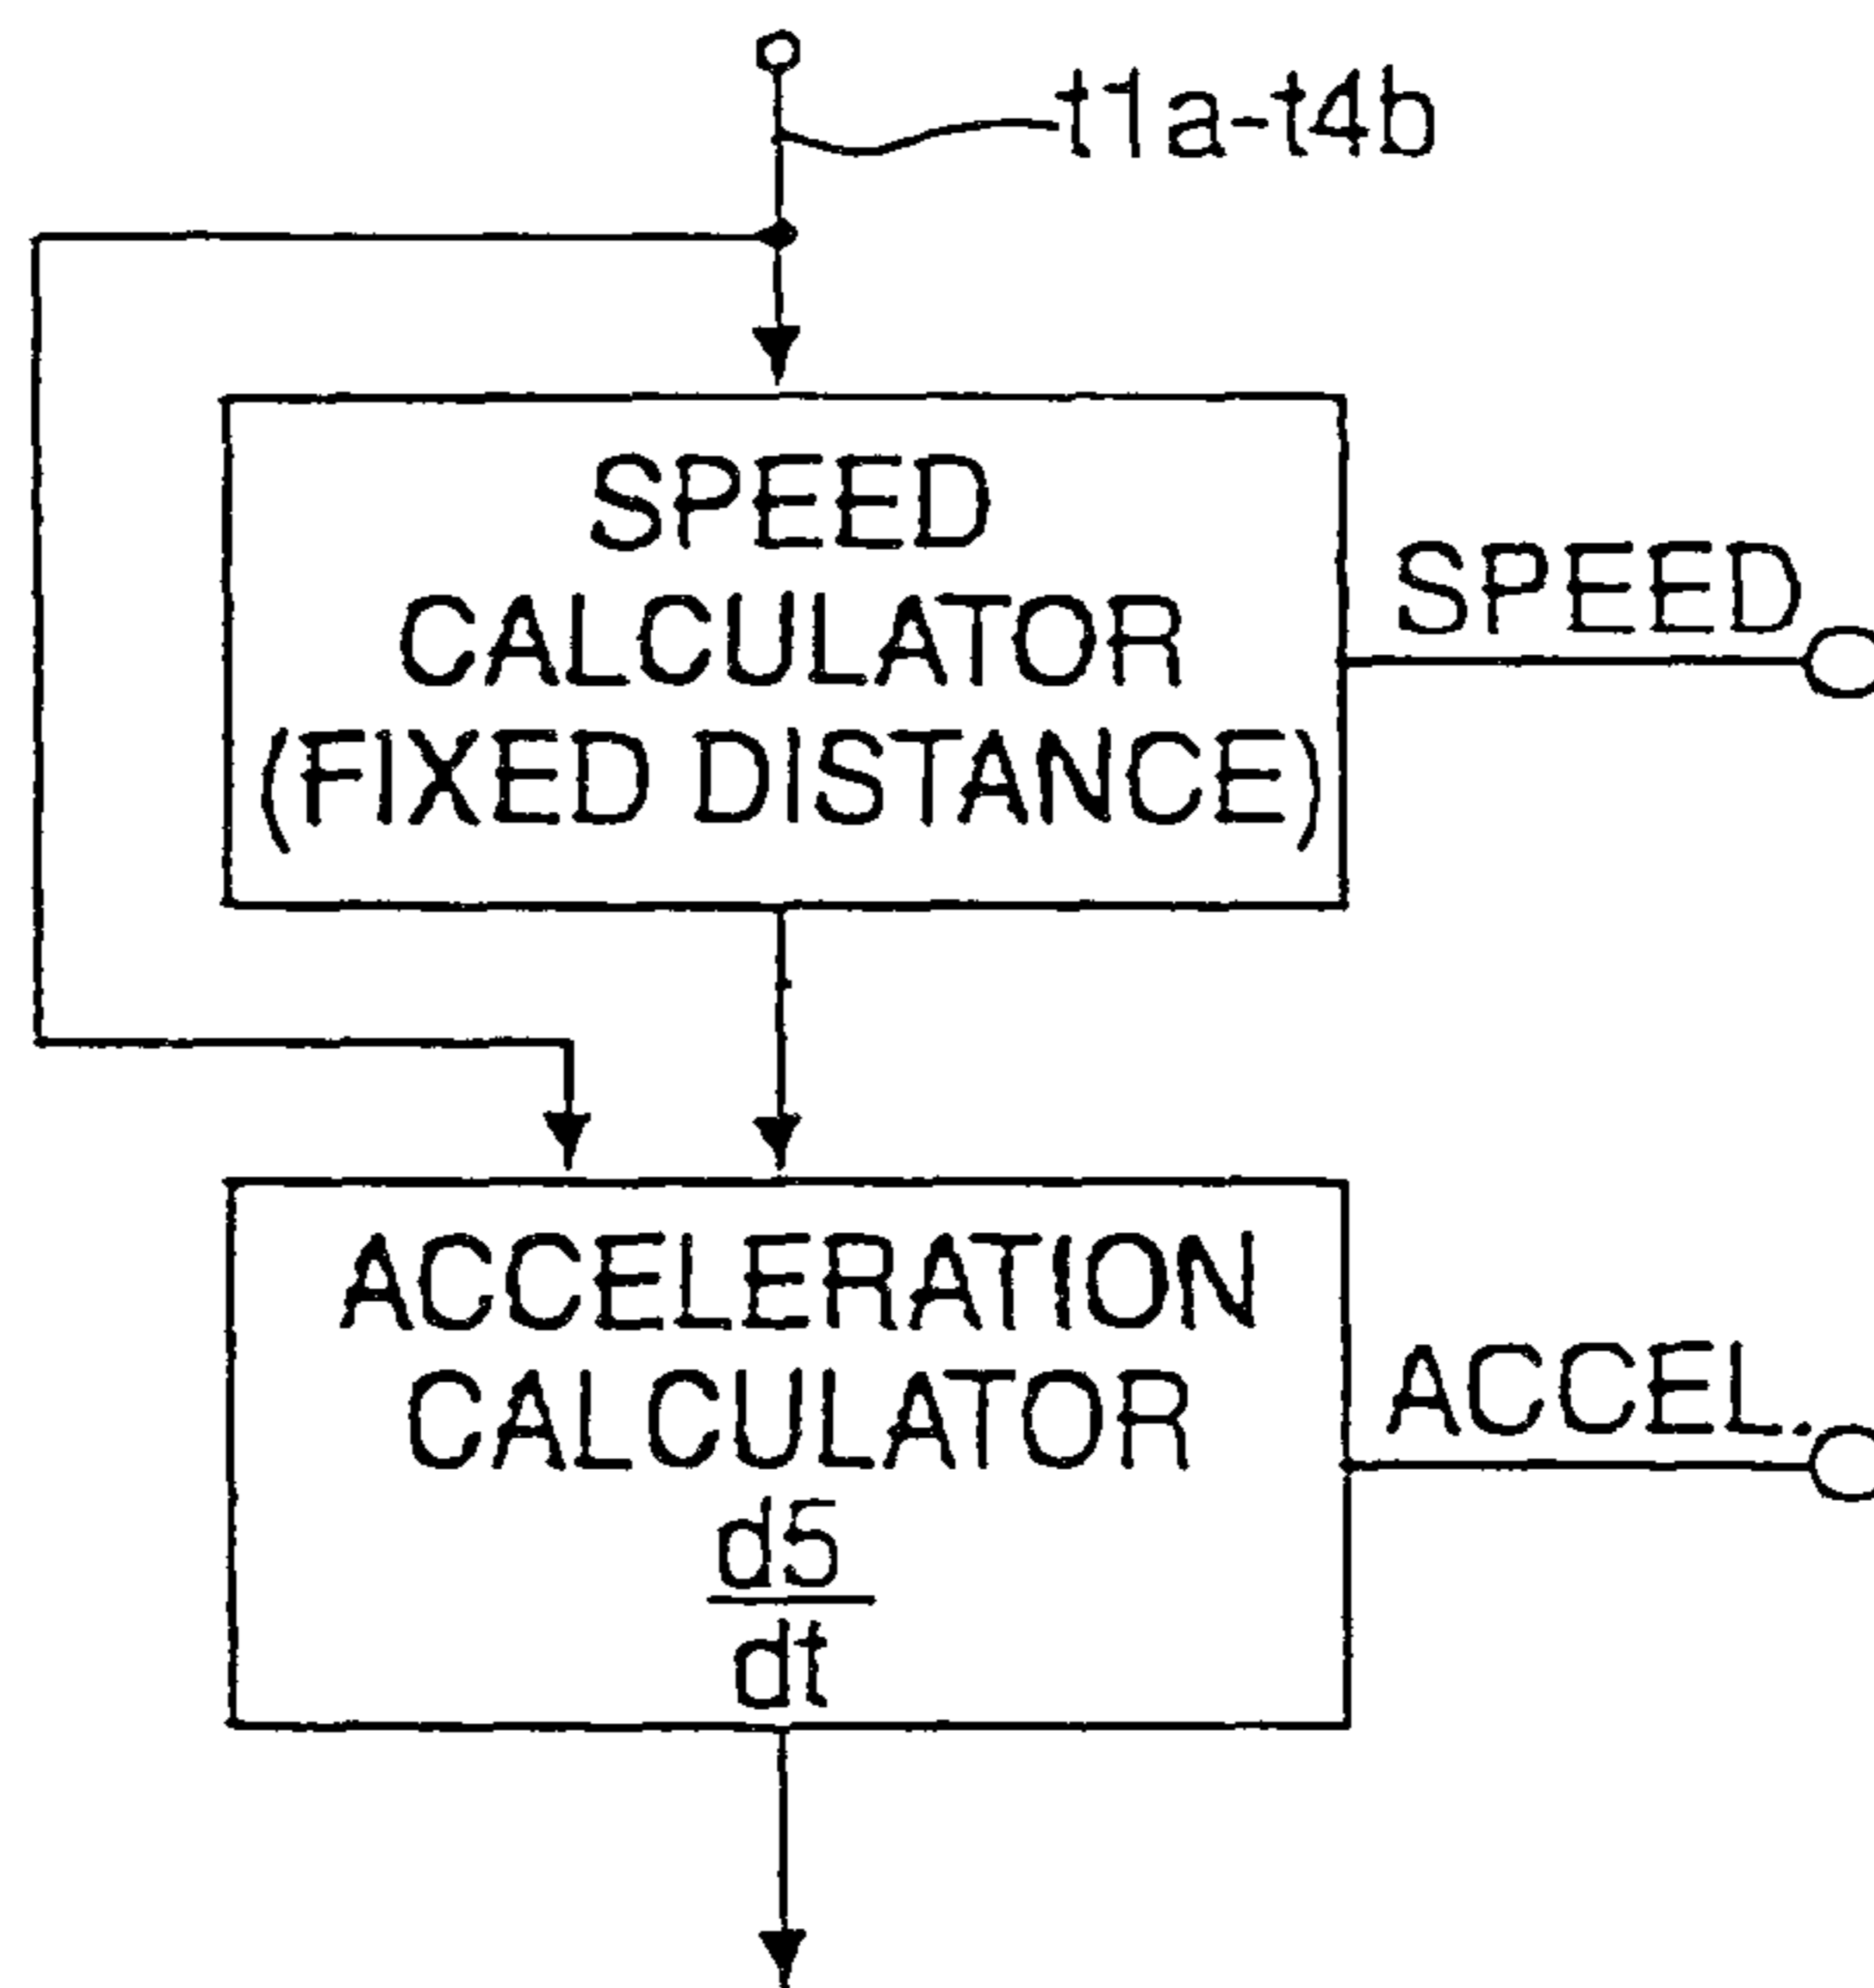 t1a-t4b
SPEED
CALCULATOR
(FIXED DISTANCE)
SPEED
ACCELERATION
CALCULATOR
d5
dt
ACCEL.